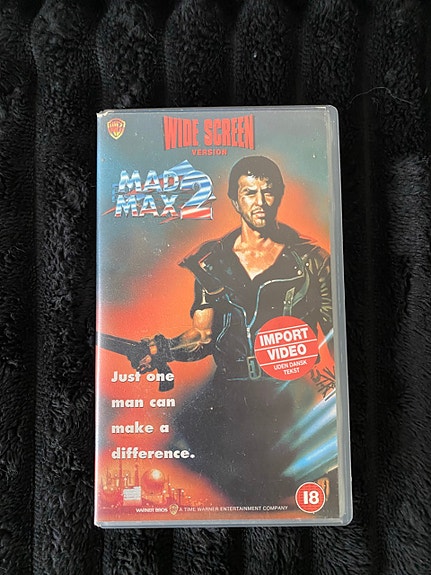 WIDE SCREEN
VERSION
MAD
MAX 2
IMPORT
VIDEO
UDEN DANSK
TEKST
Just one
man can
make a
difference.
18
WARNER BROS A TIME WARNER ENTERTAINMENT COMPANY